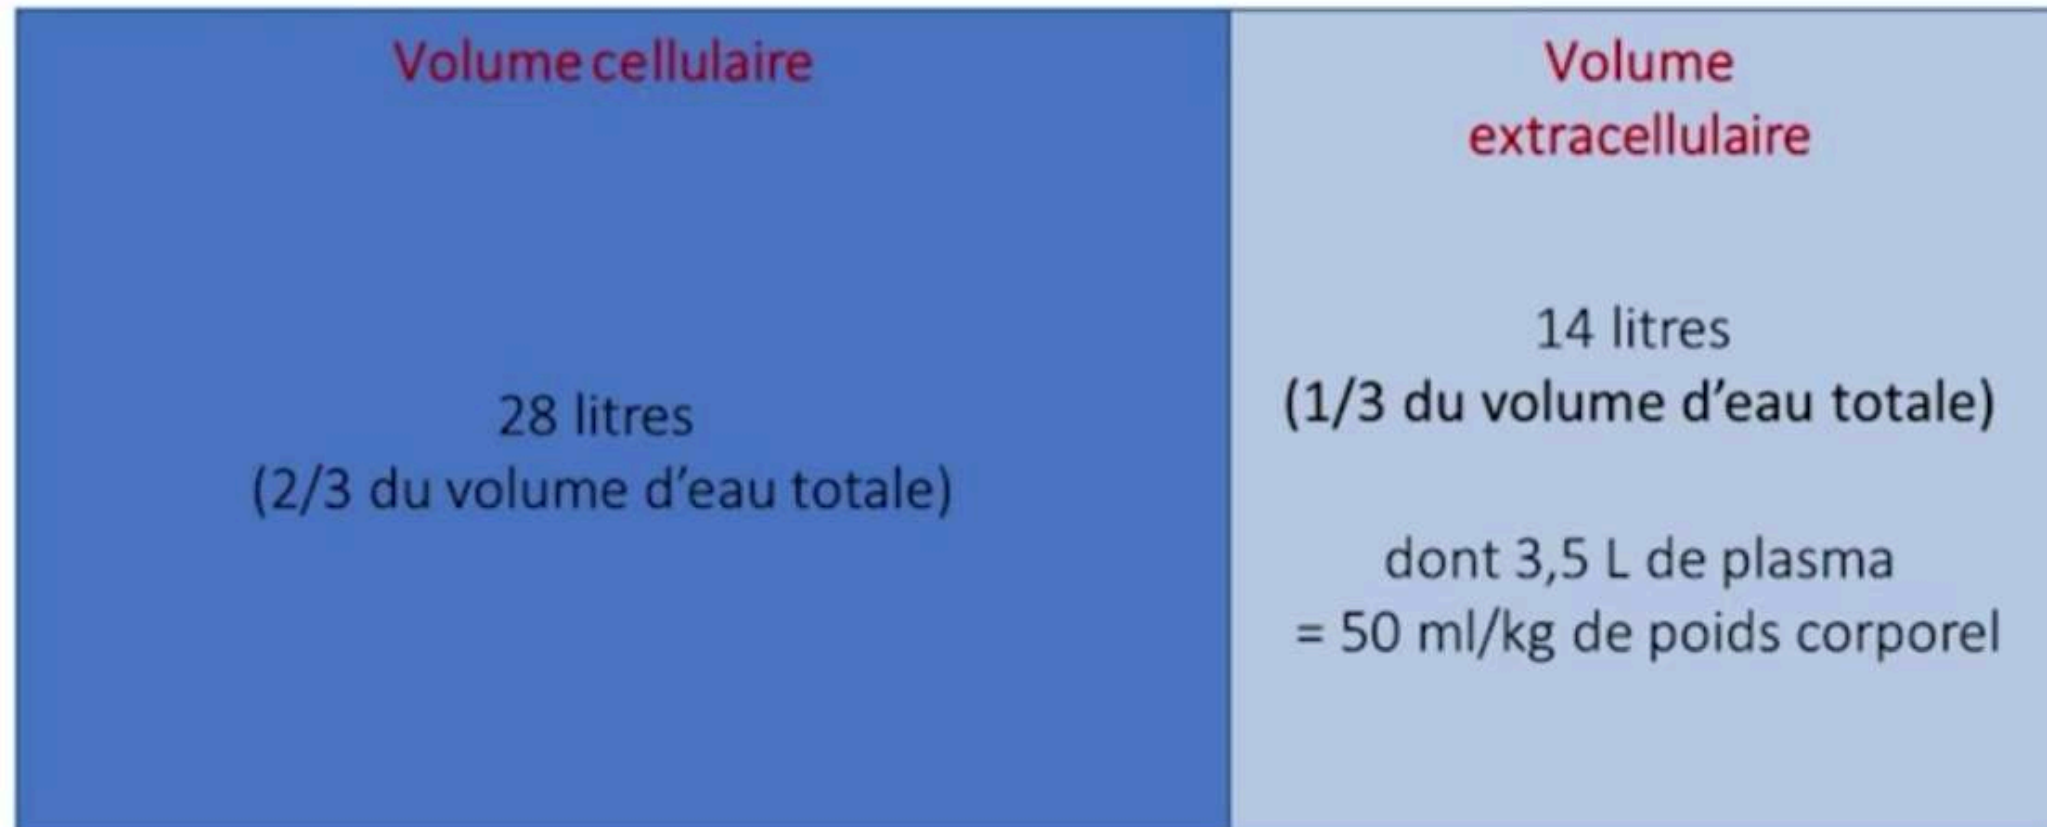 Volume cellulaire
28 litres
(2/3 du volume d'eau totale)
Volume
extracellulaire
14 litres
(1/3 du volume d'eau totale)
dont 3,5 L de plasma
= 50 ml/kg de poids corporel